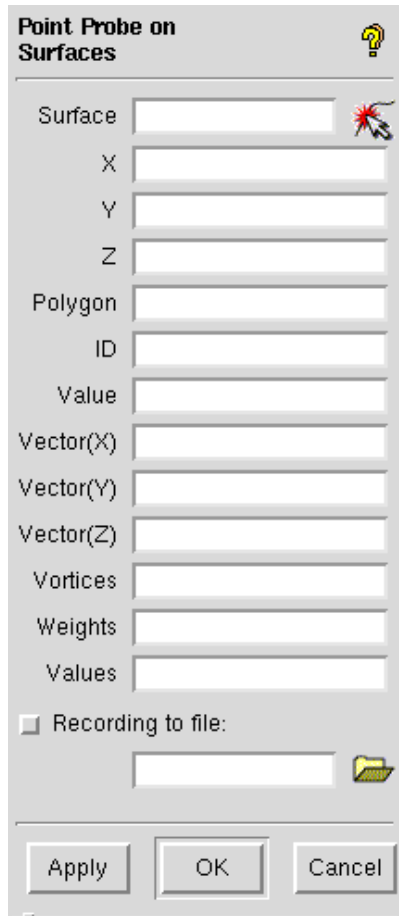 Point Probe on
Surfaces
Surface
X
Y
Z
Polygon
ID
Value
Vector(X)
Vector(Y)
Vector(Z)
Vortices
Weights
Values
Recording to file:
Apply OK Cancel